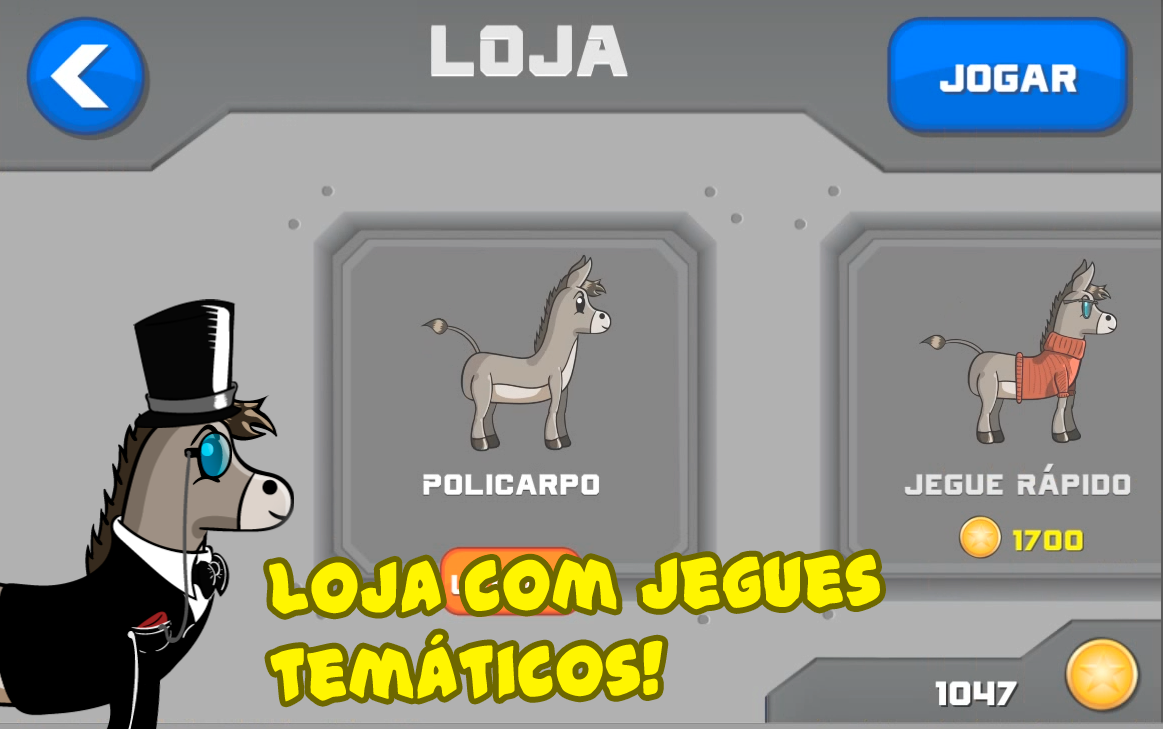 LOJA
JOGAR
POLICARPO
JEGUE RÁPIDO
1700
LOJA COM JEGUES
TEMÁTICOS!
1047